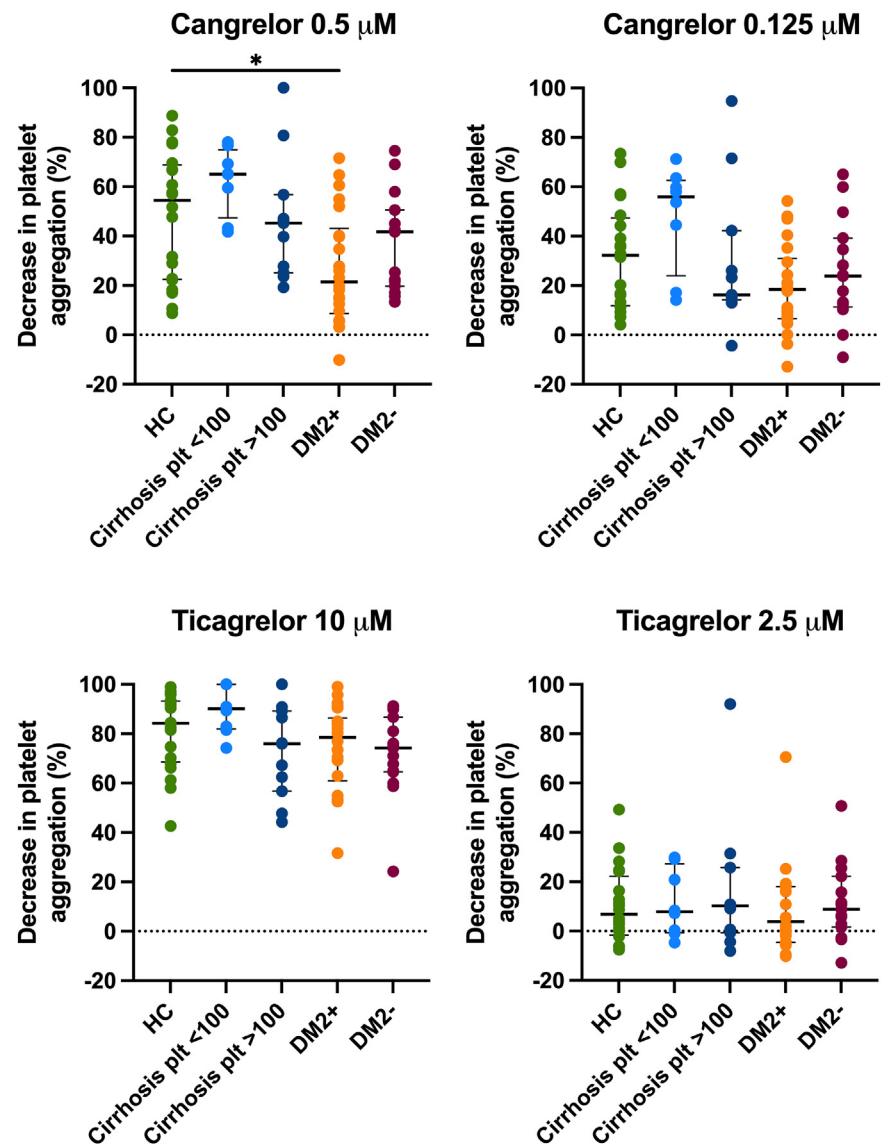 Cangrelor 0.5 μM
*
Decrease in platelet
aggregation (%)
100
80
60
40
20
0
-20
HC
Cirrhosis plt <100
Cirrhosis plt >100
DM2+
DM2-
Cangrelor 0.125 μM
Decrease in platelet
aggregation (%)
100
80
60
40
20
0
-20
HC
Cirrhosis plt <100
Cirrhosis plt >100
DM2+
DM2-
Ticagrelor 10 μM
Decrease in platelet
aggregation (%)
100
80
60
40
20
0
-20
HC
Cirrhosis plt <100
Cirrhosis plt >100
DM2+
DM2-
Ticagrelor 2.5 μM
Decrease in platelet
aggregation (%)
100
80
60
40
20
0
-20
HC
Cirrhosis plt <100
Cirrhosis plt >100
DM2+
DM2-